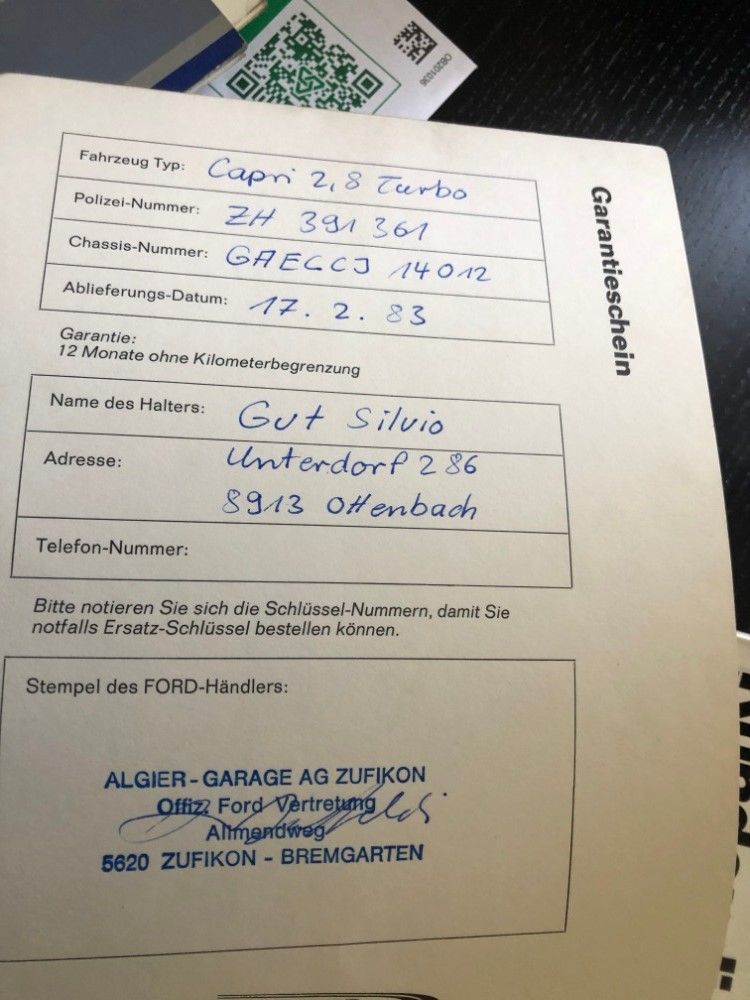 OB201036
Garantieschein
Fahrzeug Typ: Capri 2,8 Turbo
Polizei-Nummer: ZH 391 361
Chassis-Nummer: GAECCJ 14012
Ablieferungs-Datum: 17. 2. 83
Garantie:
12 Monate ohne Kilometerbegrenzung
Name des Halters: Gut Silvio
Adresse: Unterdorf 286
8913 Ottenbach
Telefon-Nummer:
Bitte notieren Sie sich die Schlüssel-Nummern, damit Sie
notfalls Ersatz-Schlüssel bestellen können.
Stempel des FORD-Händlers:
ALGIER-GARAGE AG ZUFIKON
Offiz. Ford Vertretung
Allmendweg
5620 ZUFIKON - BREMGARTEN